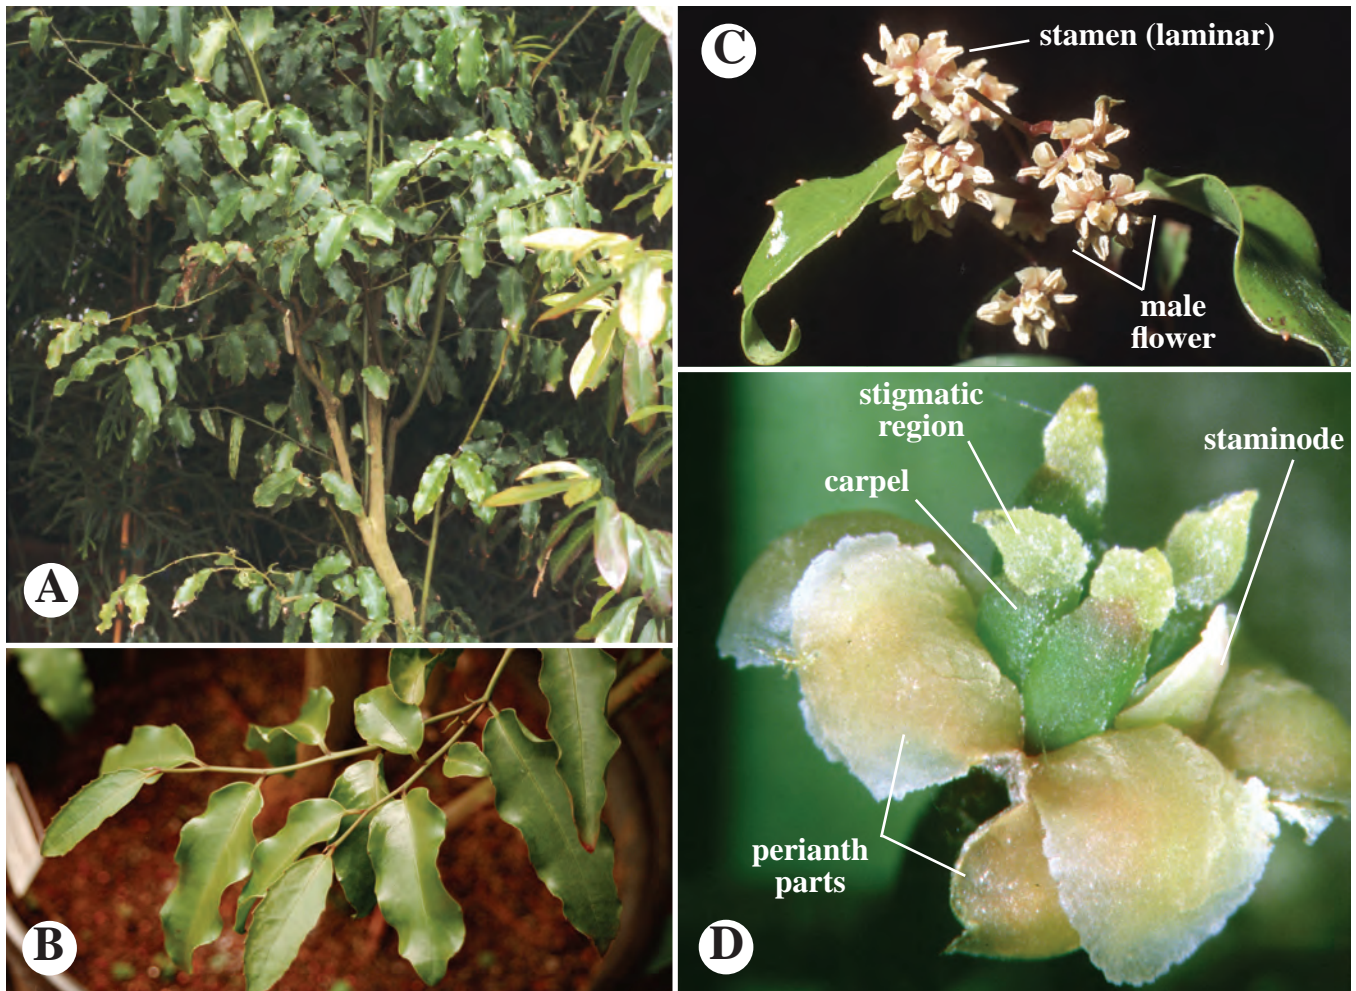 A
B
C
stamen (laminar)
male
flower
D
stigmatic
region
carpel
staminode
perianth
parts